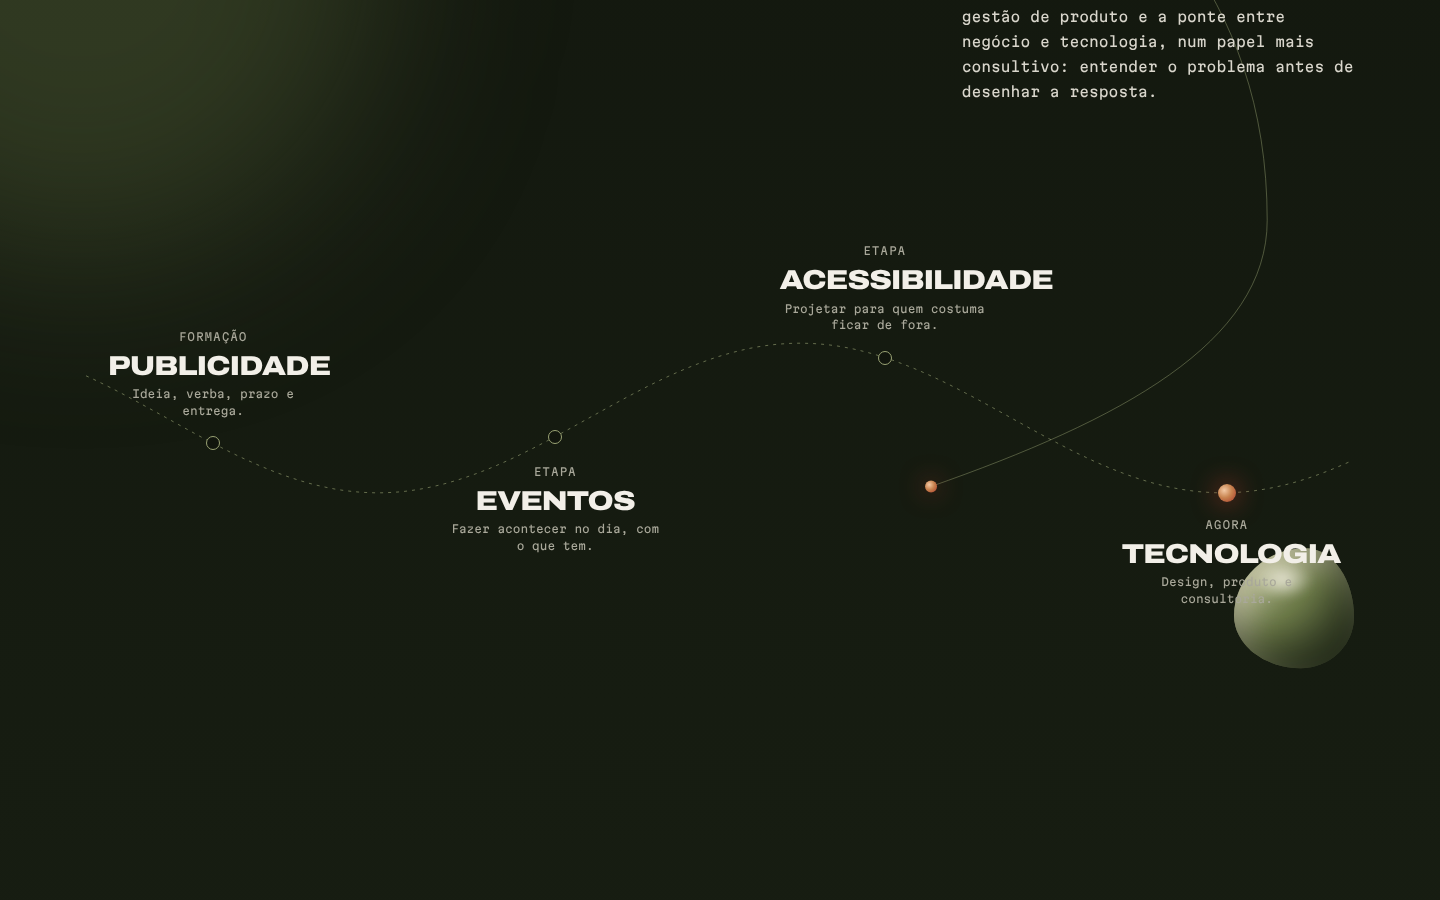 gestão de produto e a ponte entre
negócio e tecnologia, num papel mais
consultivo: entender o problema antes de
desenhar a resposta.
FORMAÇÃO
PUBLICIDADE
Ideia, verba, prazo e
entrega.
ETAPA
EVENTOS
Fazer acontecer no dia, com
o que tem.
ETAPA
ACESSIBILIDADE
Projetar para quem costuma
ficar de fora.
AGORA
TECNOLOGIA
Design, produto e
consultoria.